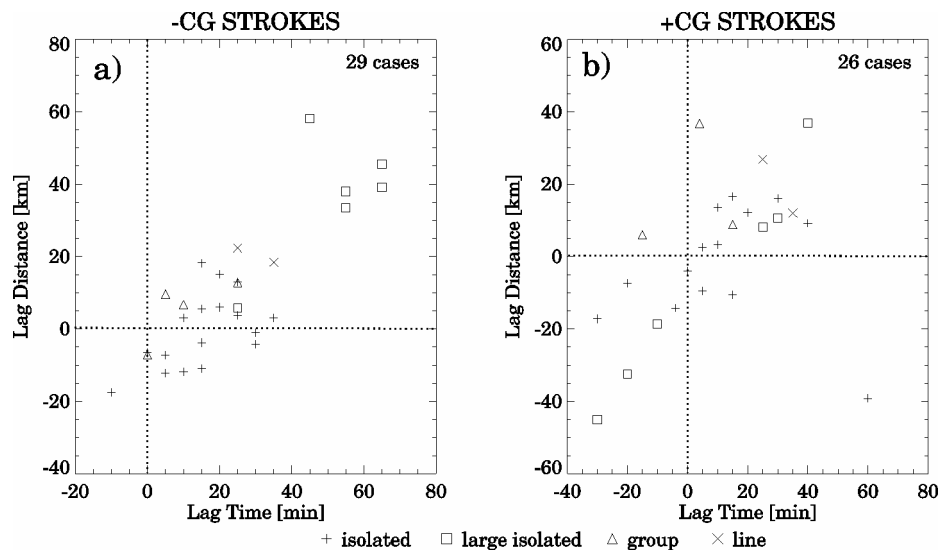 -CG STROKES
a)
29 cases
80
60
40
20
0
-20
-40
Lag Distance [km]
-20 0 20 40 60 80
Lag Time [min]
+CG STROKES
b)
26 cases
60
40
20
0
-20
-40
-60
Lag Distance [km]
-40 -20 0 20 40 60 80
Lag Time [min]
+ isolated □ large isolated △ group × line